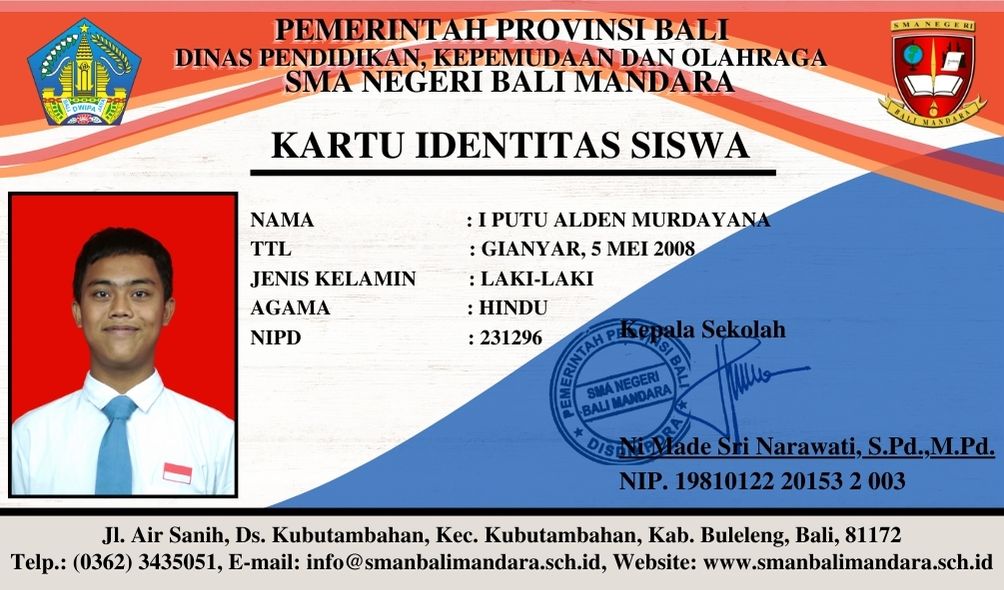 PEMERINTAH PROVINSI BALI
DINAS PENDIDIKAN, KEPEMUDAAN DAN OLAHRAGA
SMA NEGERI BALI MANDARA
BALI DWIPA JAYA
SMA NEGERI
BALI MANDARA
KARTU IDENTITAS SISWA
NAMA : I PUTU ALDEN MURDAYANA
TTL : GIANYAR, 5 MEI 2008
JENIS KELAMIN : LAKI-LAKI
AGAMA : HINDU
NIPD : 231296
Kepala Sekolah
PEMERINTAH PROVINSI BALI
SMA NEGERI
BALI MANDARA
Ni Made Sri Narawati, S.Pd.,M.Pd.
NIP. 19810122 20153 2 003
Jl. Air Sanih, Ds. Kubutambahan, Kec. Kubutambahan, Kab. Buleleng, Bali, 81172
Telp.: (0362) 3435051, E-mail: info@smanbalimandara.sch.id, Website: www.smanbalimandara.sch.id